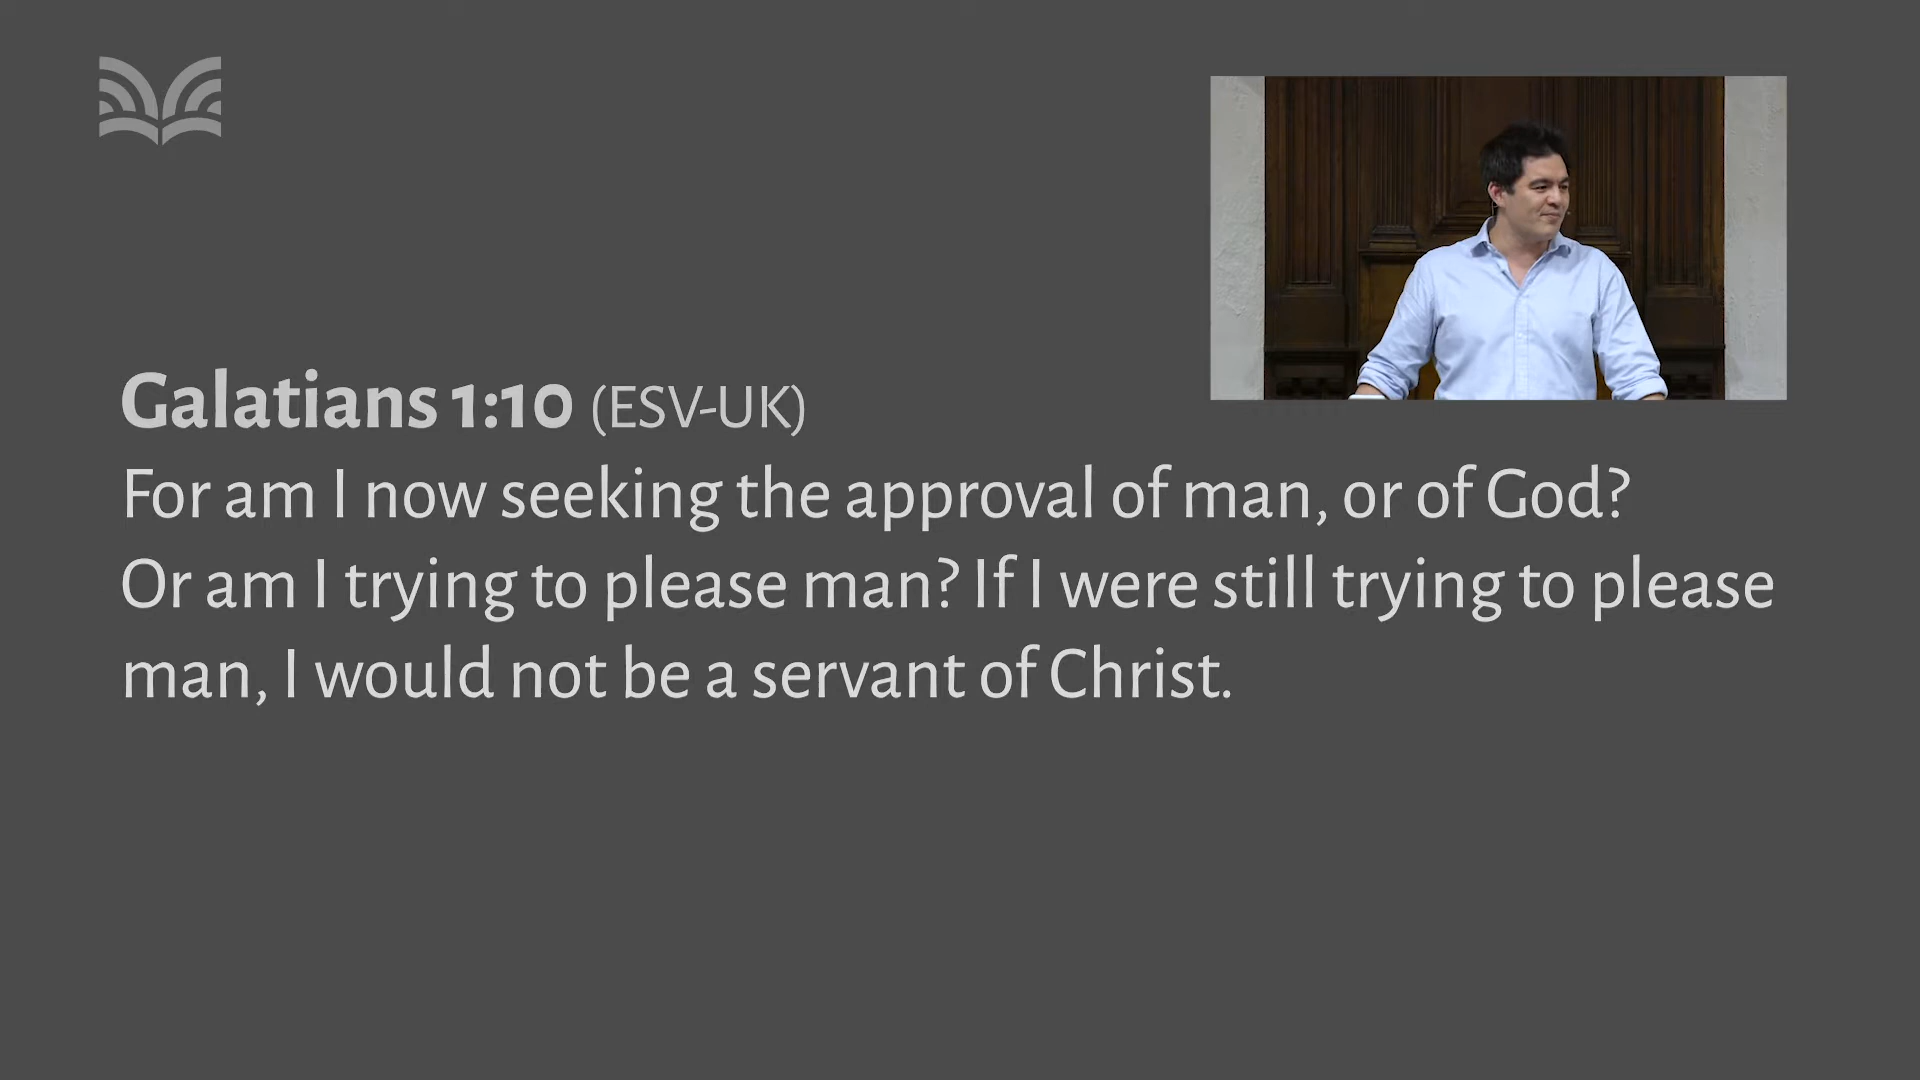 Galatians 1:10 (ESV-UK)
For am I now seeking the approval of man, or of God?
Or am I trying to please man? If I were still trying to please
man, I would not be a servant of Christ.